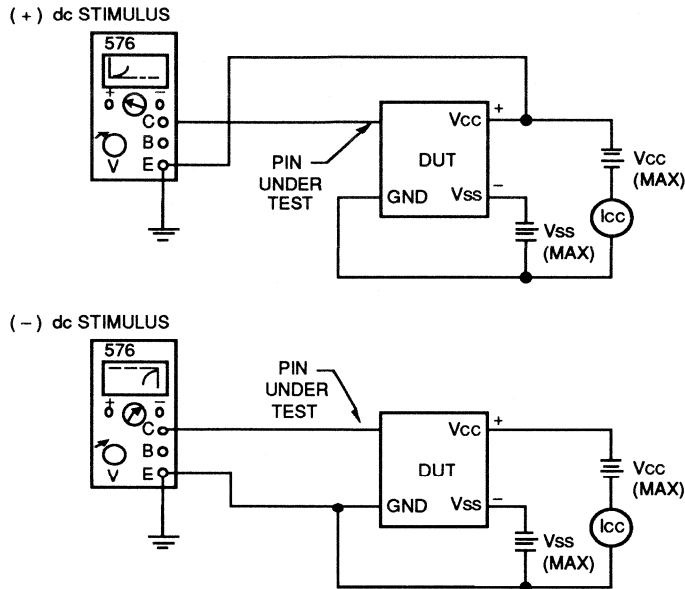 (+) dc STIMULUS
576
+ −
C
B
E
V
PIN
UNDER
TEST
VCC +
DUT
GND VSS −
VCC
(MAX)
ICC
VSS
(MAX)
(−) dc STIMULUS
576
+ −
C
B
E
V
PIN
UNDER
TEST
VCC +
DUT
GND VSS −
VCC
(MAX)
ICC
VSS
(MAX)